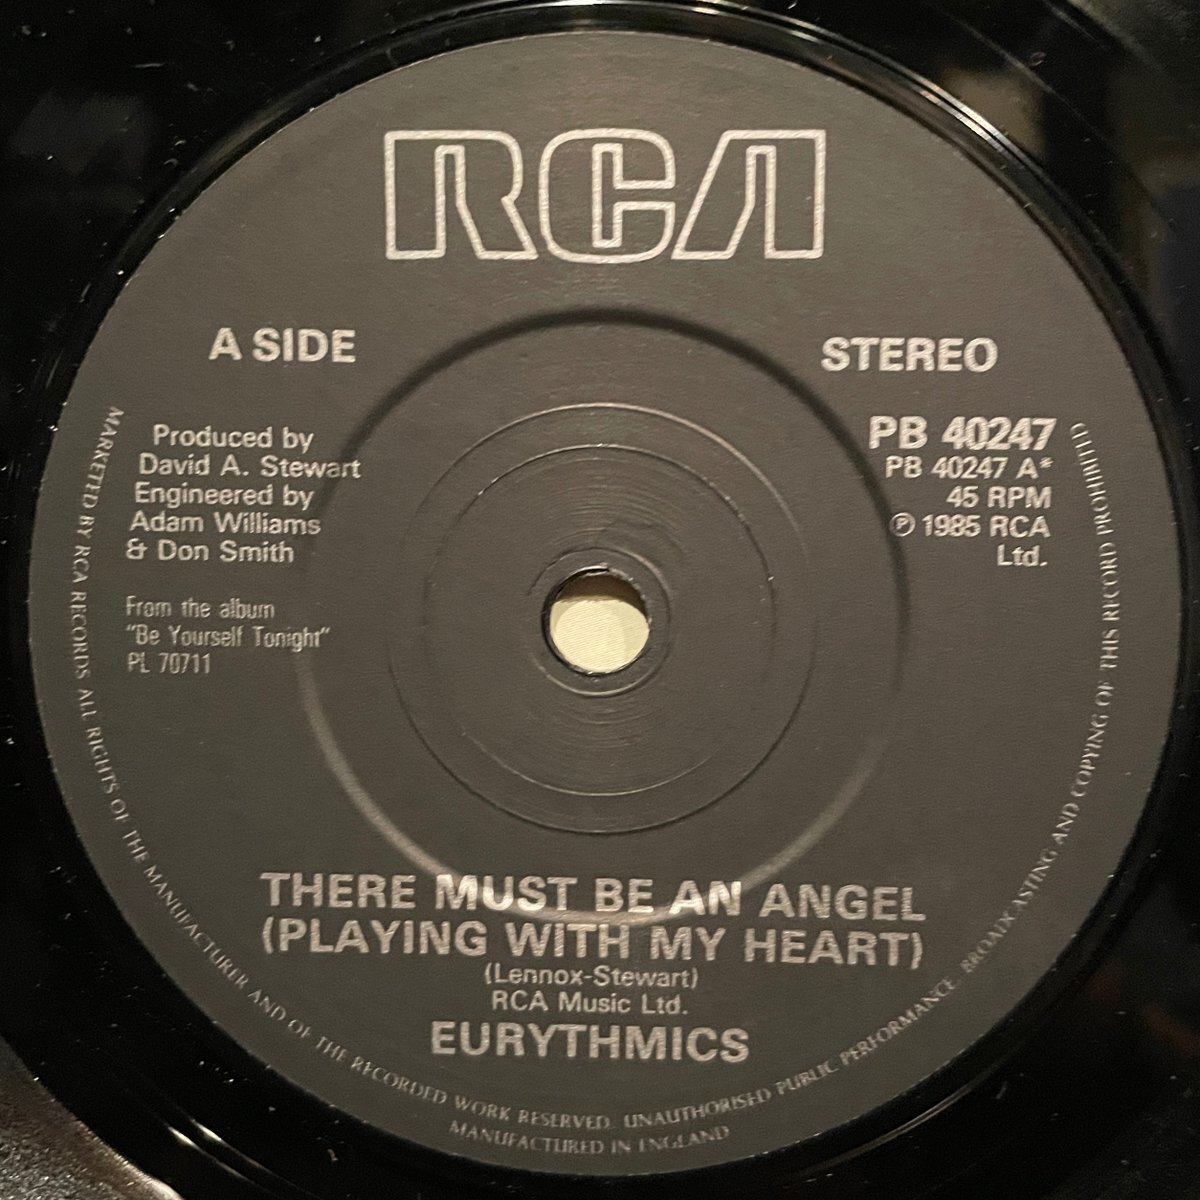 RCA
A SIDE
STEREO
Produced by
David A. Stewart
Engineered by
Adam Williams
& Don Smith
From the album
"Be Yourself Tonight"
PL 70711
PB 40247
PB 40247 A*
45 RPM
℗ 1985 RCA
Ltd.
THERE MUST BE AN ANGEL
(PLAYING WITH MY HEART)
(Lennox-Stewart)
RCA Music Ltd.
EURYTHMICS
MARKETED BY RCA RECORDS ALL RIGHTS OF THE MANUFACTURER AND OF THE RECORDED WORK RESERVED. UNAUTHORISED PUBLIC PERFORMANCE, BROADCASTING AND COPYING OF THIS RECORD PROHIBITED
MANUFACTURED IN ENGLAND